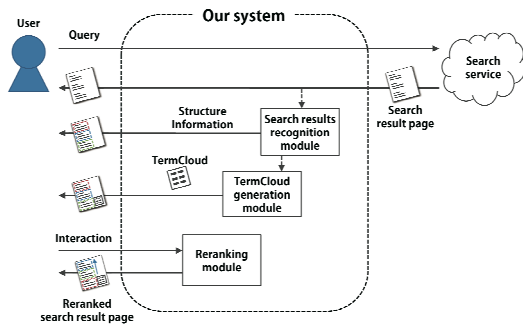 Our system
User
Query
Search
service
Search
result page
Structure
Information
Search results
recognition
module
TermCloud
TermCloud
generation
module
Interaction
Reranking
module
Reranked
search result page